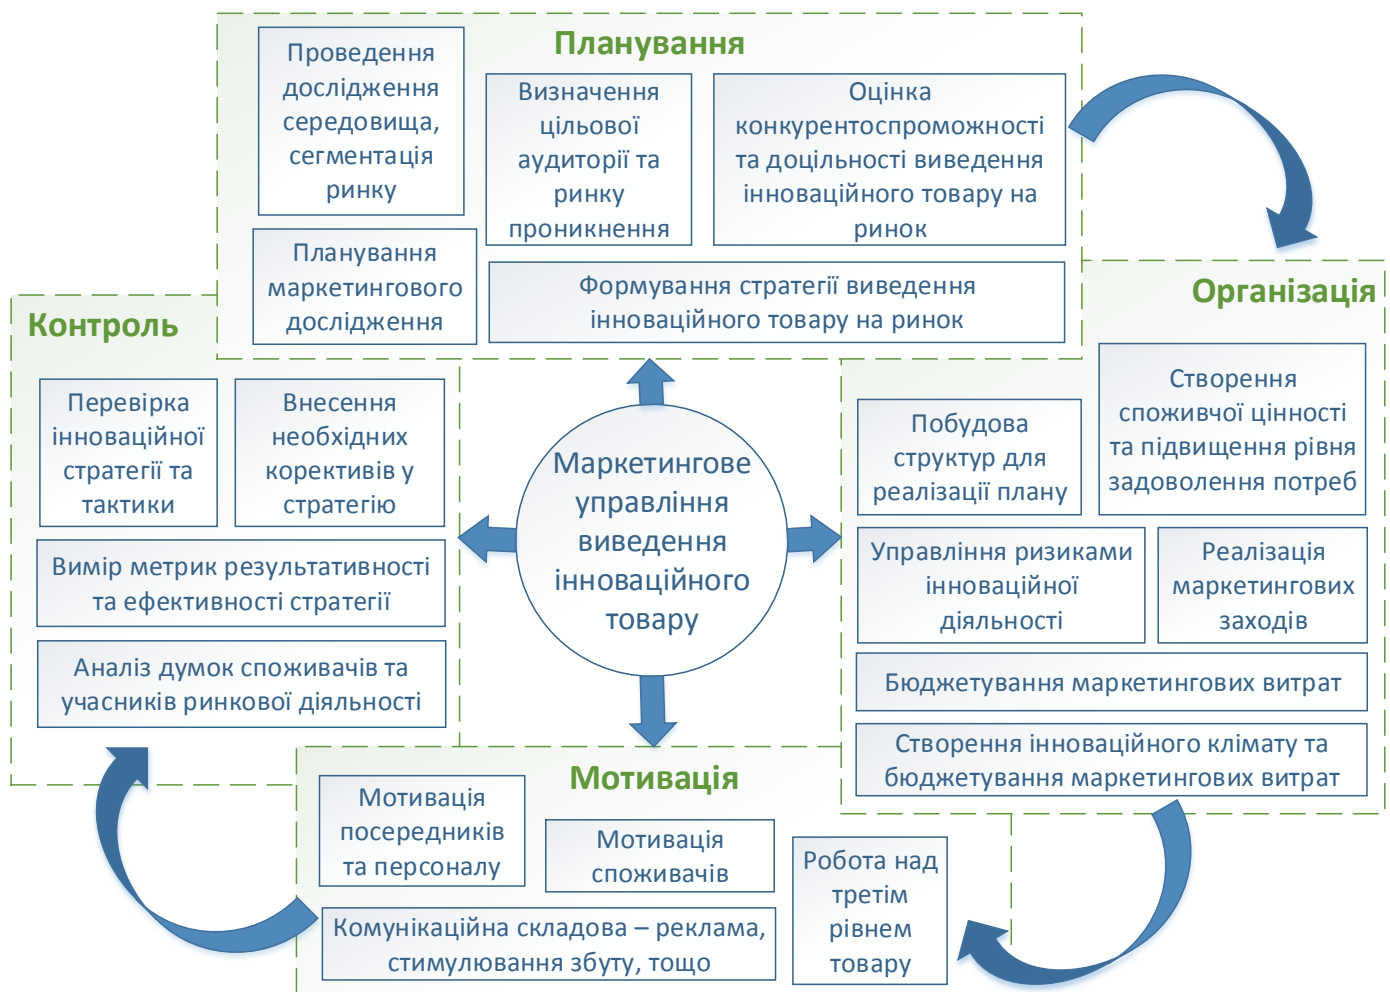 Планування
Проведення
дослідження
середовища,
сегментація
ринку
Визначення
цільової
аудиторії та
ринку
проникнення
Оцінка
конкурентоспроможності
та доцільності виведення
інноваційного товару на
ринок
Планування
маркетингового
дослідження
Формування стратегії виведення
інноваційного товару на ринок
Організація
Створення
споживчої цінності
та підвищення рівня
задоволення потреб
Побудова
структур для
реалізації плану
Управління ризиками
інноваційної
діяльності
Реалізація
маркетингових
заходів
Бюджетування маркетингових витрат
Створення інноваційного клімату та
бюджетування маркетингових витрат
Контроль
Перевірка
інноваційної
стратегії та
тактики
Внесення
необхідних
корективів у
стратегію
Вимір метрик результативності
та ефективності стратегії
Аналіз думок споживачів та
учасників ринкової діяльності
Маркетингове
управління
виведення
інноваційного
товару
Мотивація
Мотивація
посередників
та персоналу
Мотивація
споживачів
Робота над
третім
рівнем
товару
Комунікаційна складова – реклама,
стимулювання збуту, тощо